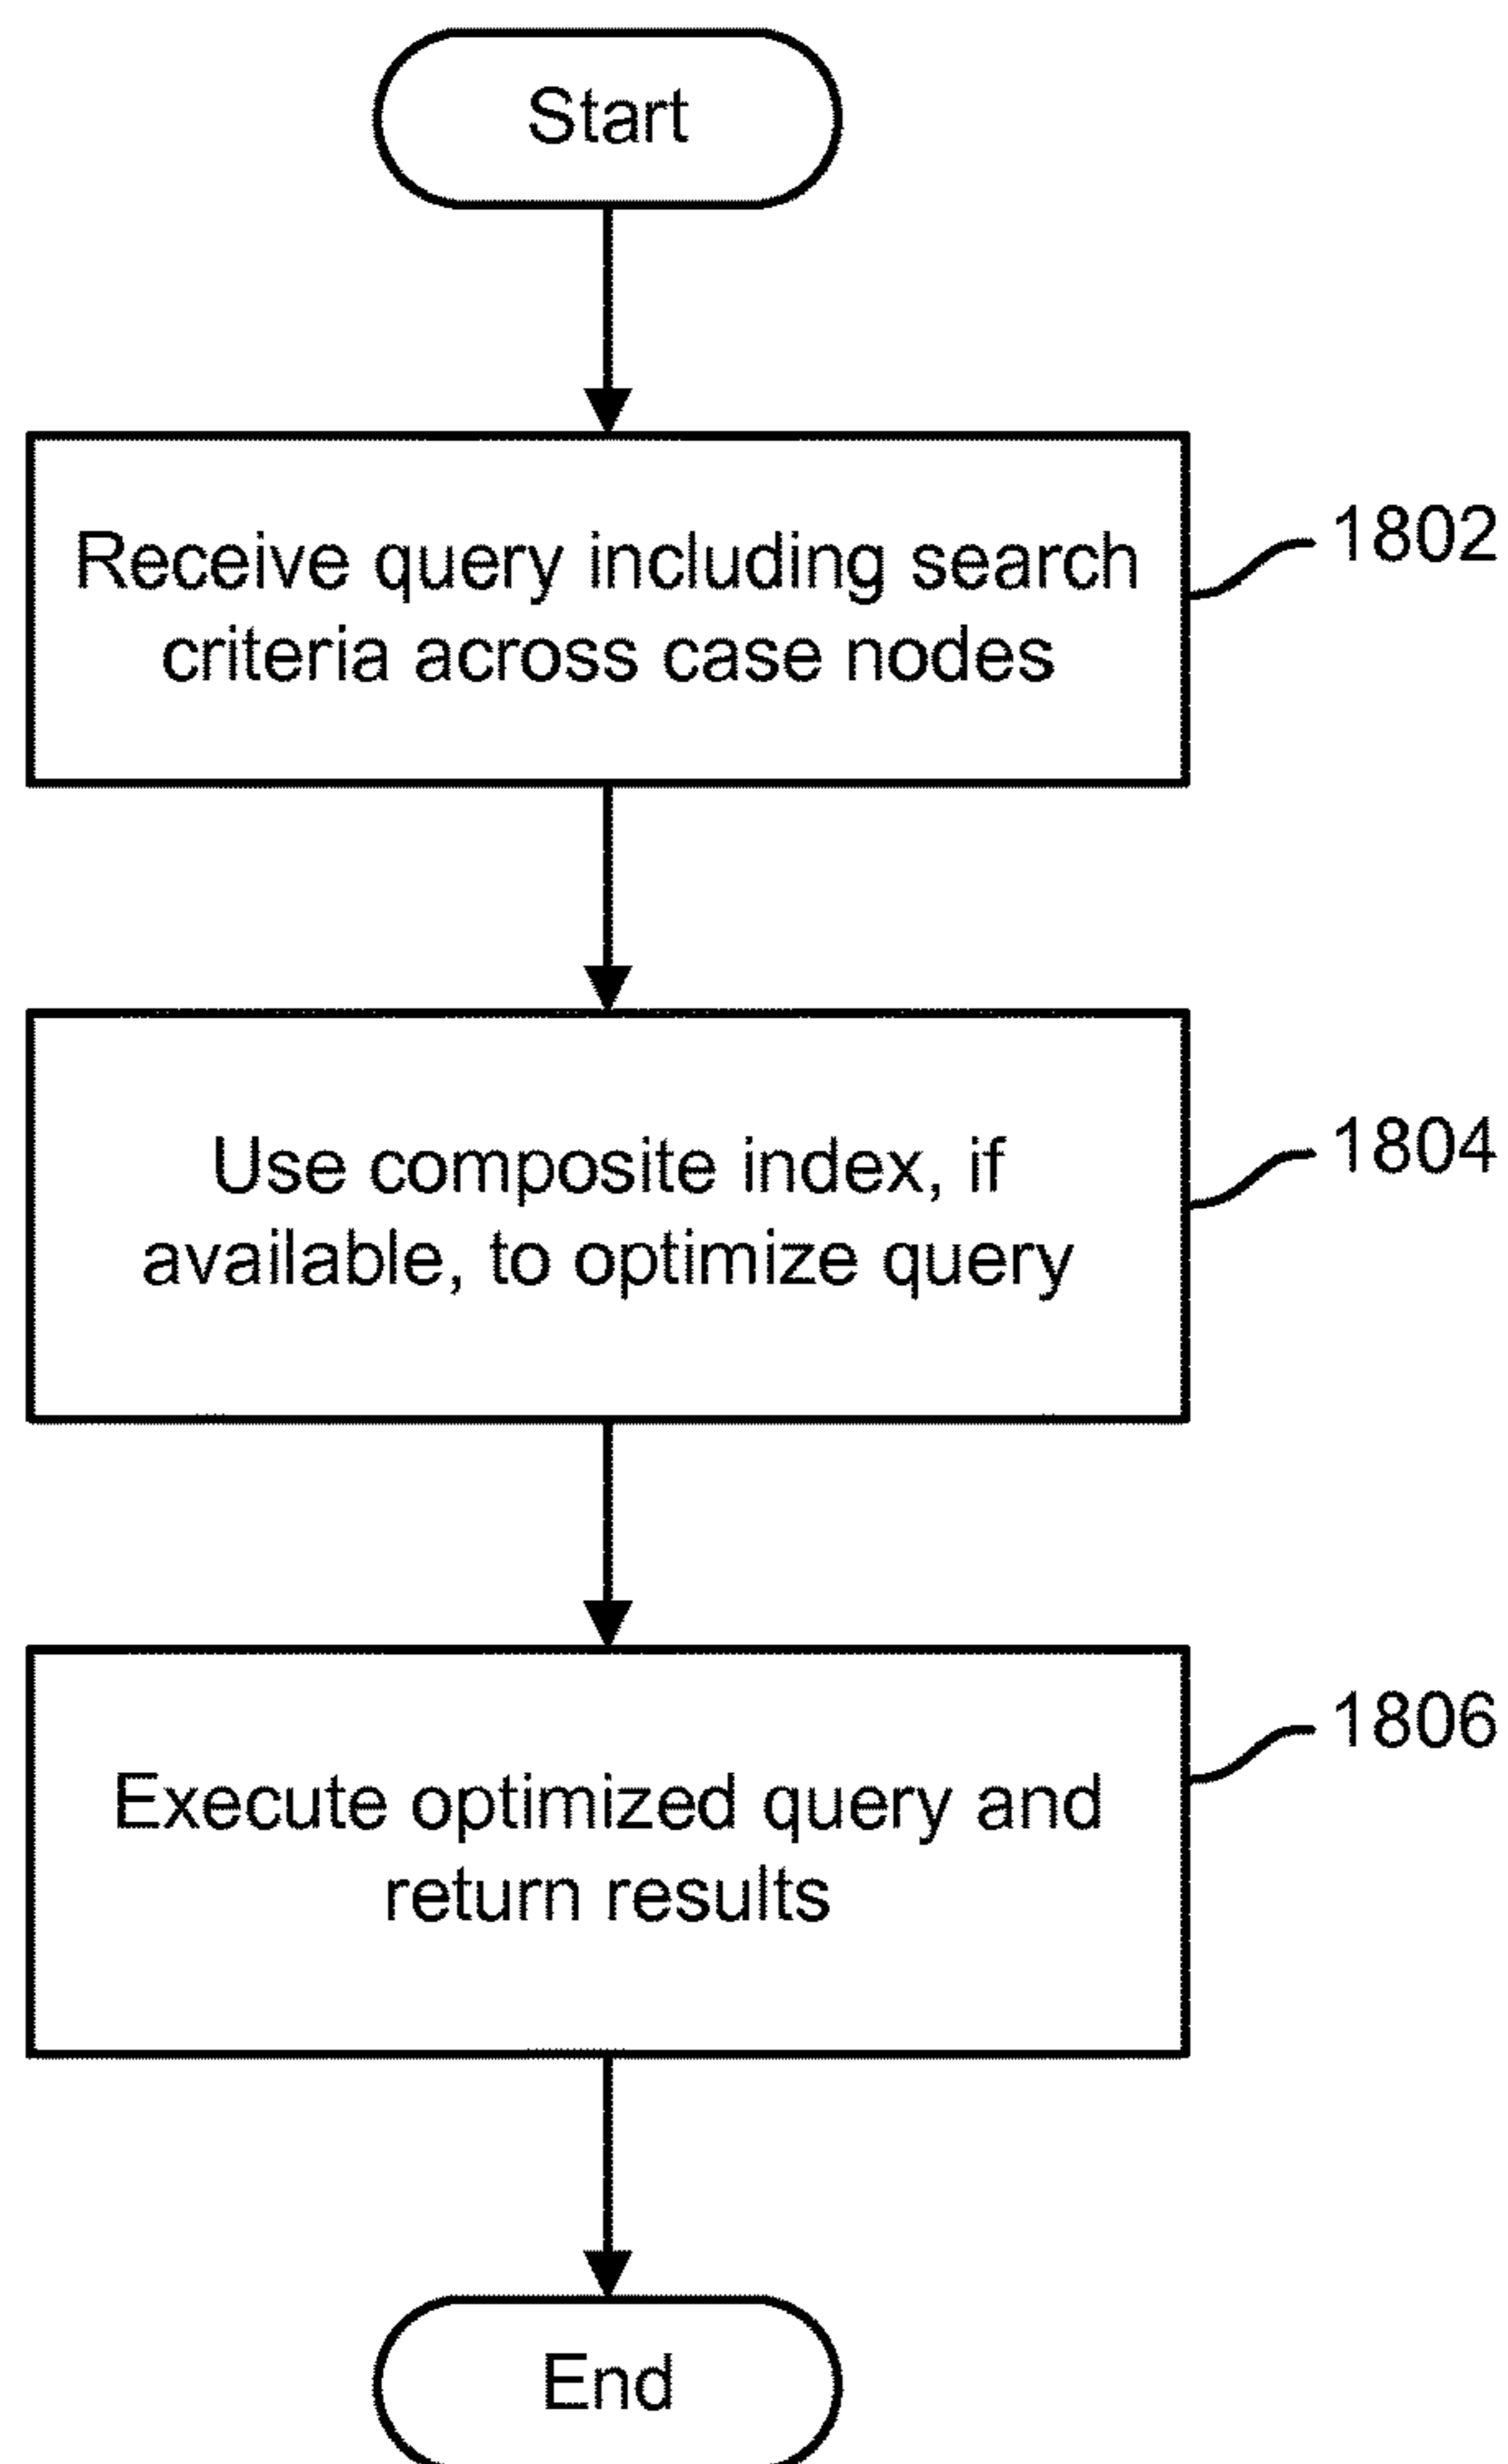 Start
Receive query including search
criteria across case nodes
1802
Use composite index, if
available, to optimize query
1804
Execute optimized query and
return results
1806
End